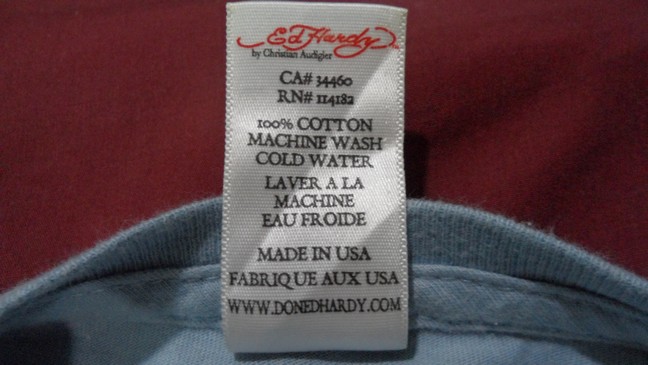 Ed Hardy
by Christian Audigier
CA# 34460
RN# 114182
100% COTTON
MACHINE WASH
COLD WATER
LAVER A LA
MACHINE
EAU FROIDE
MADE IN USA
FABRIQUE AUX USA
WWW.DONEDHARDY.COM